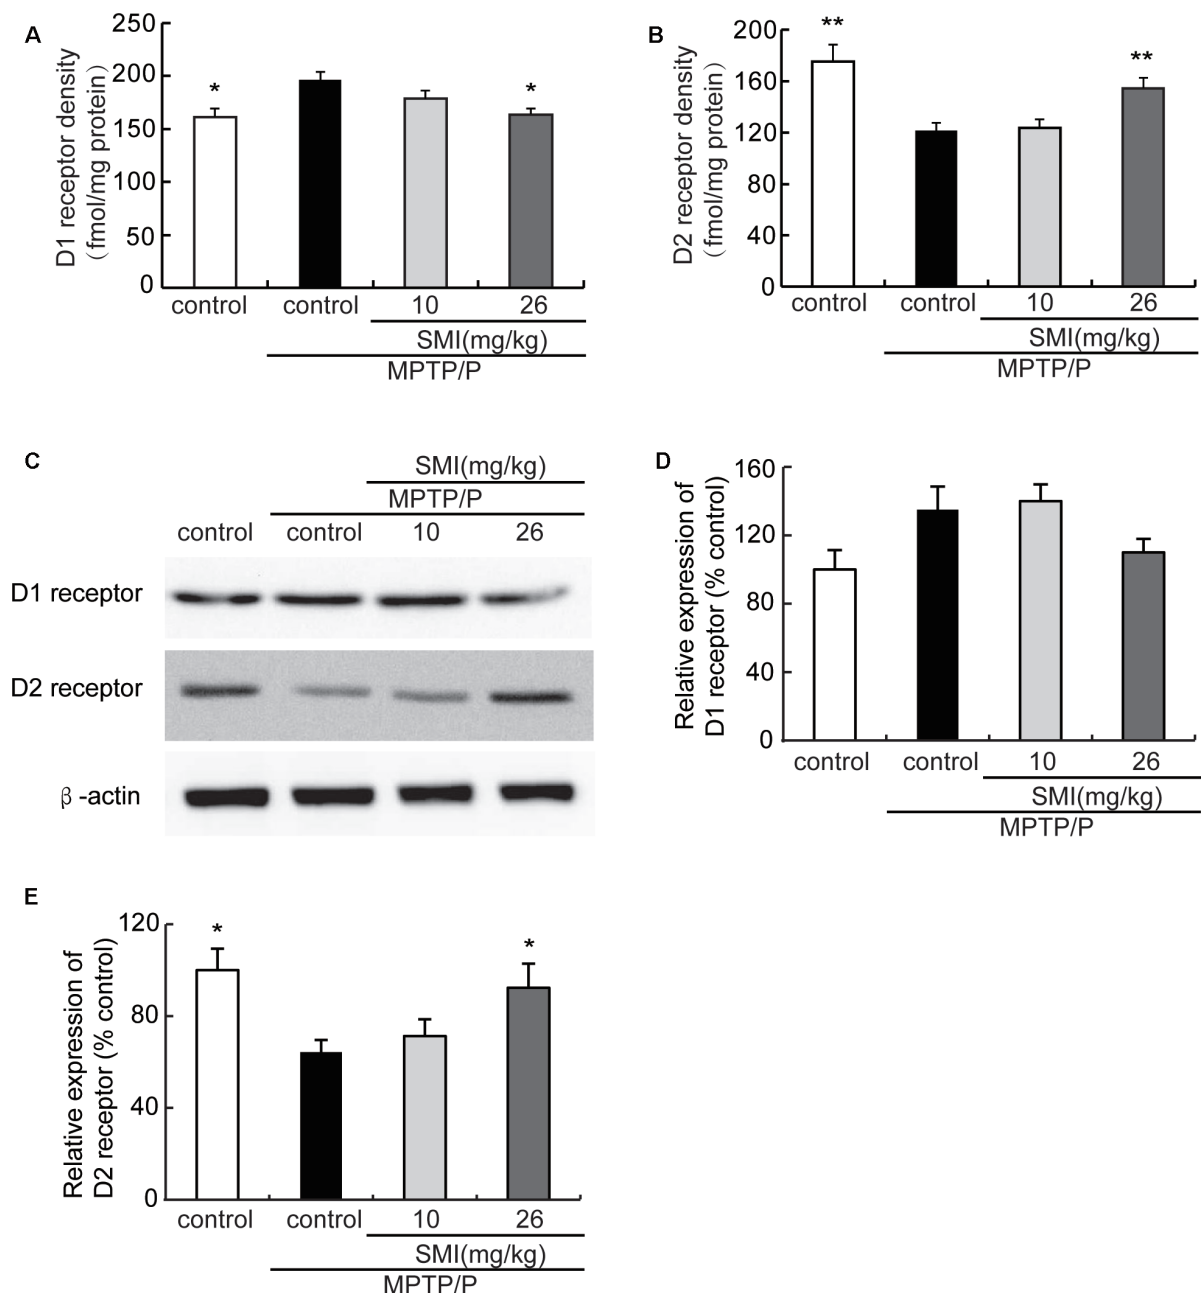 A
D1 receptor density
(fmol/mg protein)
250
200
150
100
50
0
*
*
control
control
10
26
SMI(mg/kg)
MPTP/P
B
D2 receptor density
(fmol/mg protein)
200
160
120
80
40
0
**
**
control
control
10
26
SMI(mg/kg)
MPTP/P
C
SMI(mg/kg)
MPTP/P
control
control
10
26
D1 receptor
D2 receptor
β -actin
D
Relative expression of
D1 receptor (% control)
160
120
80
40
0
control
control
10
26
SMI(mg/kg)
MPTP/P
E
Relative expression of
D2 receptor (% control)
120
80
40
0
*
*
control
control
10
26
SMI(mg/kg)
MPTP/P